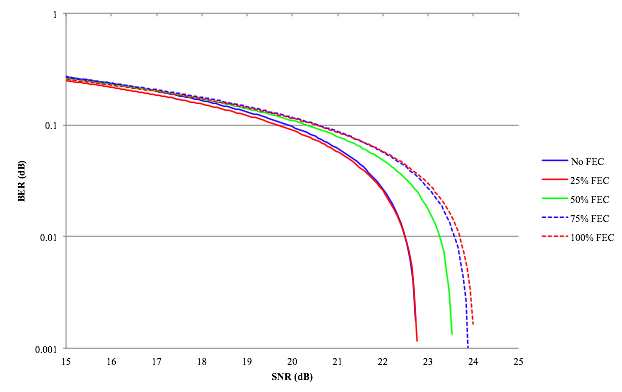 1
0.1
0.01
0.001
BER (dB)
15 16 17 18 19 20 21 22 23 24 25
SNR (dB)
No FEC
25% FEC
50% FEC
75% FEC
100% FEC